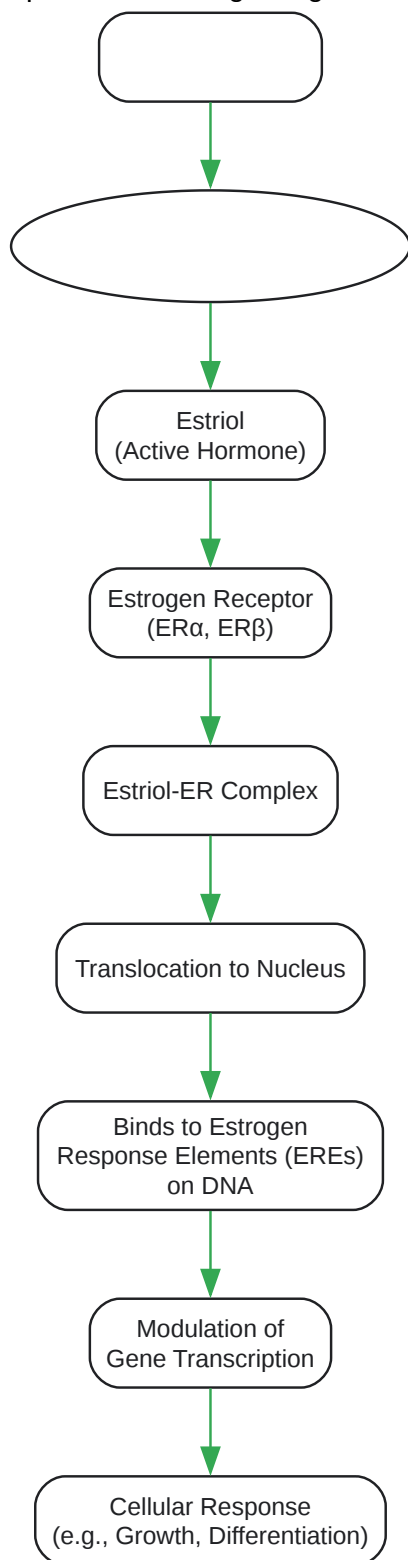 Estriol
(Active Hormone)
Estrogen Receptor
(ERα, ERβ)
Estriol-ER Complex
Translocation to Nucleus
Binds to Estrogen
Response Elements (EREs)
on DNA
Modulation of
Gene Transcription
Cellular Response
(e.g., Growth, Differentiation)